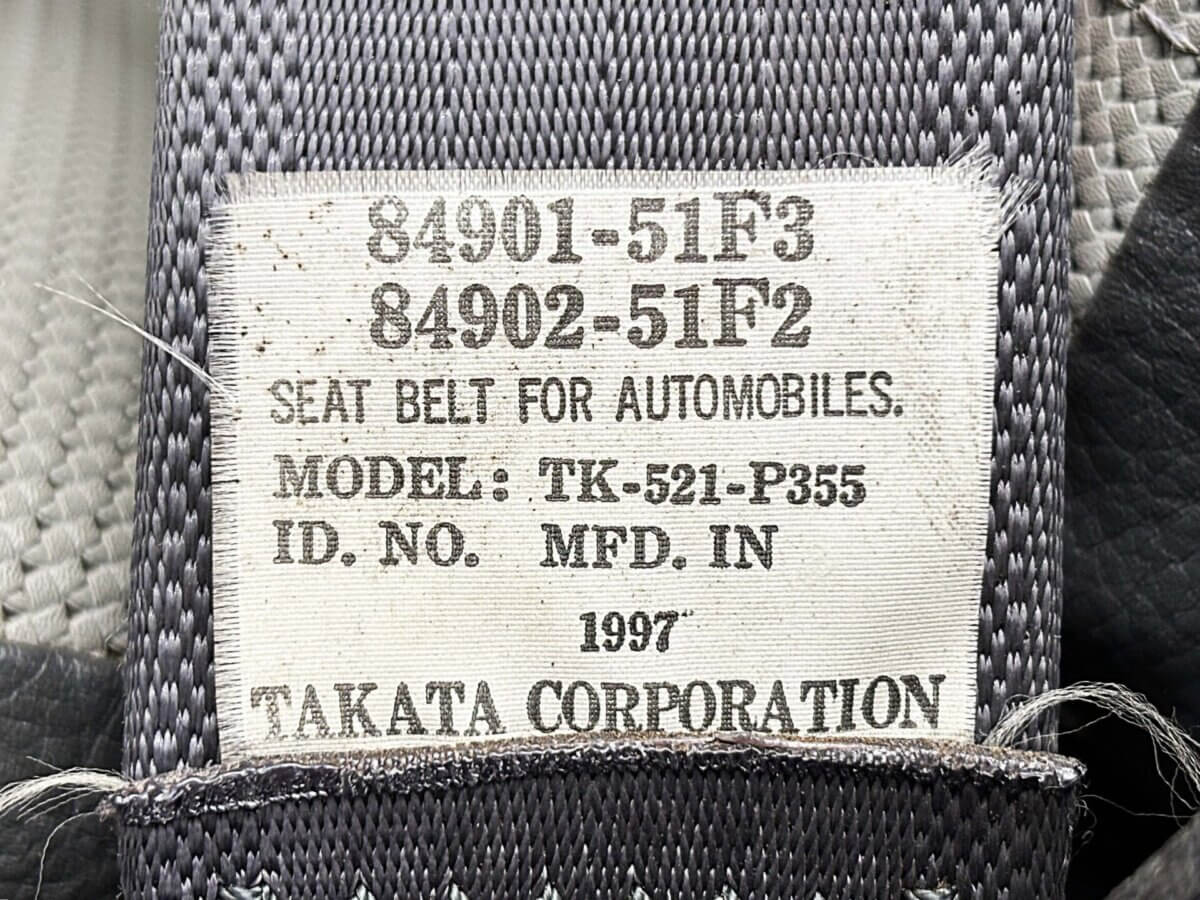 84901-51F3
84902-51F2
SEAT BELT FOR AUTOMOBILES.
MODEL: TK-521-P355
ID. NO. MFD. IN
1997
TAKATA CORPORATION